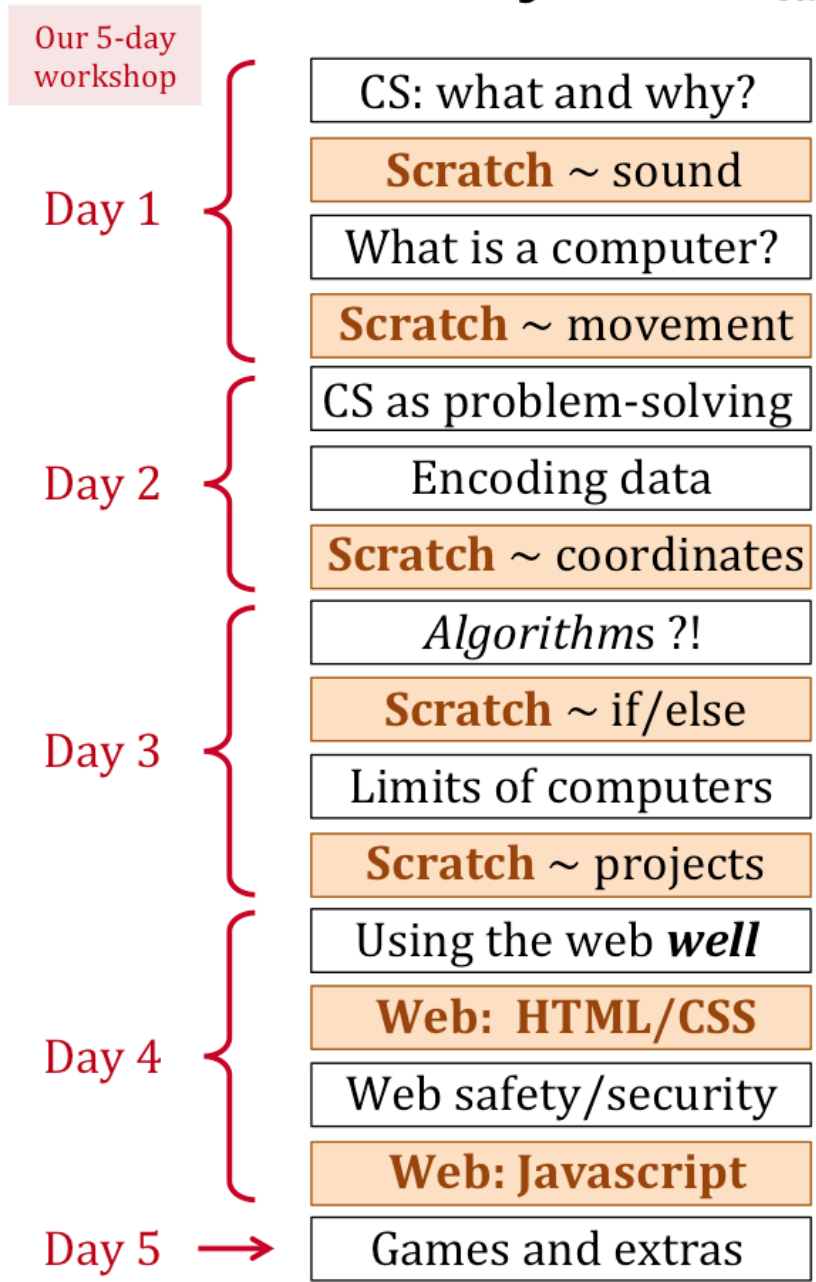 Our 5-day
workshop
Day 1
CS: what and why?
Scratch ~ sound
What is a computer?
Scratch ~ movement
Day 2
CS as problem-solving
Encoding data
Scratch ~ coordinates
Day 3
Algorithms ?!
Scratch ~ if/else
Limits of computers
Scratch ~ projects
Day 4
Using the web well
Web: HTML/CSS
Web safety/security
Web: Javascript
Day 5
Games and extras